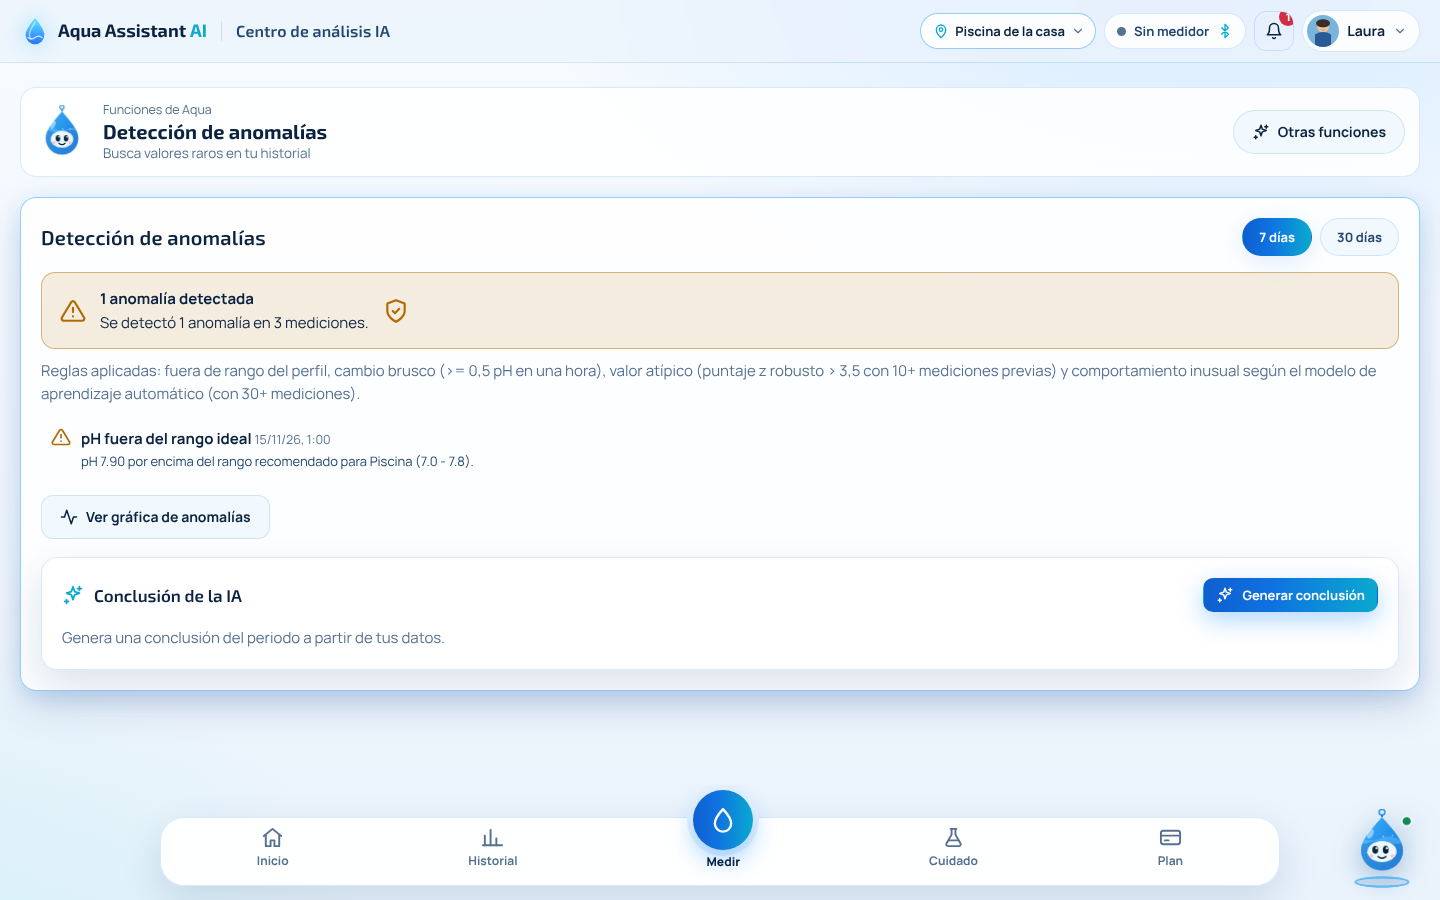 Aqua Assistant AI
Centro de análisis IA
Piscina de la casa
Sin medidor
1
Laura
Funciones de Aqua
Detección de anomalías
Busca valores raros en tu historial
Otras funciones
Detección de anomalías
7 días
30 días
1 anomalía detectada
Se detectó 1 anomalía en 3 mediciones.
Reglas aplicadas: fuera de rango del perfil, cambio brusco (>= 0,5 pH en una hora), valor atípico (puntaje z robusto > 3,5 con 10+ mediciones previas) y comportamiento inusual según el modelo de
aprendizaje automático (con 30+ mediciones).
pH fuera del rango ideal 15/11/26, 1:00
pH 7.90 por encima del rango recomendado para Piscina (7.0 - 7.8).
Ver gráfica de anomalías
Conclusión de la IA
Generar conclusión
Genera una conclusión del periodo a partir de tus datos.
Inicio
Historial
Medir
Cuidado
Plan